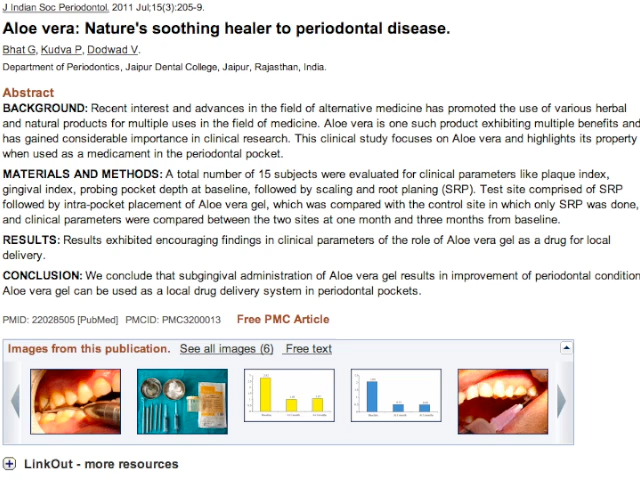 J Indian Soc Periodontol. 2011 Jul;15(3):205-9.
Aloe vera: Nature's soothing healer to periodontal disease.
Bhat G, Kudva P, Dodwad V.
Department of Periodontics, Jaipur Dental College, Jaipur, Rajasthan, India.
Abstract
BACKGROUND: Recent interest and advances in the field of alternative medicine has promoted the use of various herbal
and natural products for multiple uses in the field of medicine. Aloe vera is one such product exhibiting multiple benefits and
has gained considerable importance in clinical research. This clinical study focuses on Aloe vera and highlights its property
when used as a medicament in the periodontal pocket.
MATERIALS AND METHODS: A total number of 15 subjects were evaluated for clinical parameters like plaque index,
gingival index, probing pocket depth at baseline, followed by scaling and root planing (SRP). Test site comprised of SRP
followed by intra-pocket placement of Aloe vera gel, which was compared with the control site in which only SRP was done,
and clinical parameters were compared between the two sites at one month and three months from baseline.
RESULTS: Results exhibited encouraging findings in clinical parameters of the role of Aloe vera gel as a drug for local
delivery.
CONCLUSION: We conclude that subgingival administration of Aloe vera gel results in improvement of periodontal condition
Aloe vera gel can be used as a local drug delivery system in periodontal pockets.
PMID: 22028505 [PubMed] PMCID: PMC3200013 Free PMC Article
Images from this publication. See all images (6) Free text
LinkOut - more resources